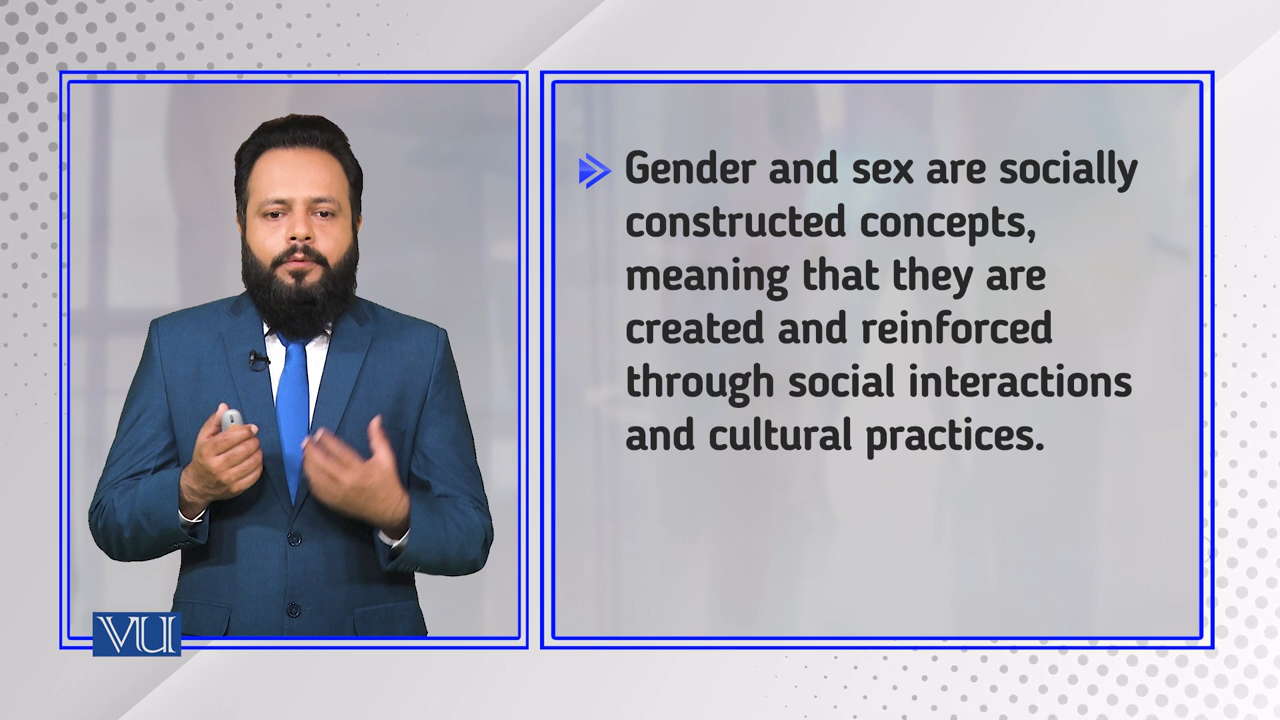 Gender and sex are socially
constructed concepts,
meaning that they are
created and reinforced
through social interactions
and cultural practices.
VU